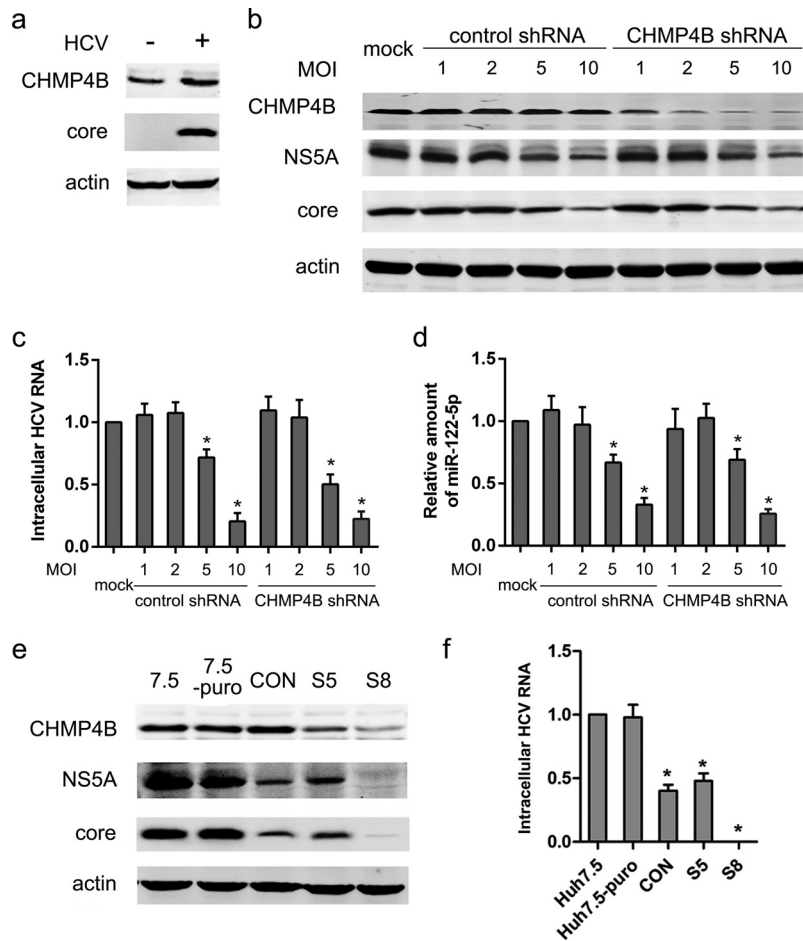 a
HCV - +
CHMP4B
core
actin
b
mock control shRNA CHMP4B shRNA
MOI 1 2 5 10 1 2 5 10
CHMP4B
NS5A
core
actin
c
Intracellular HCV RNA
1.5
1.0
0.5
0.0
* * * *
MOI 1 2 5 10 1 2 5 10
mock control shRNA CHMP4B shRNA
d
Relative amount
of miR-122-5p
1.5
1.0
0.5
0.0
* * * *
MOI 1 2 5 10 1 2 5 10
mock control shRNA CHMP4B shRNA
e
7.5 7.5 CON S5 S8
-puro
CHMP4B
NS5A
core
actin
f
Intracellular HCV RNA
1.5
1.0
0.5
0.0
* * *
Huh7.5 Huh7.5-puro CON S5 S8